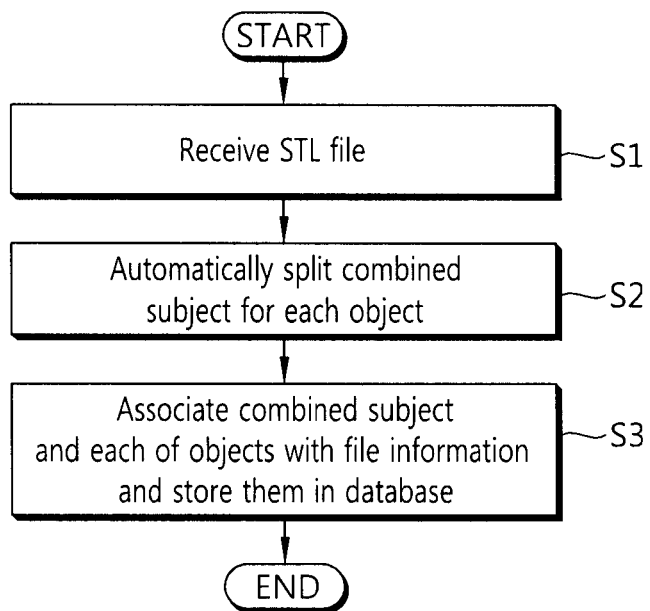 START
Receive STL file
S1
Automatically split combined
subject for each object
S2
Associate combined subject
and each of objects with file information
and store them in database
S3
END